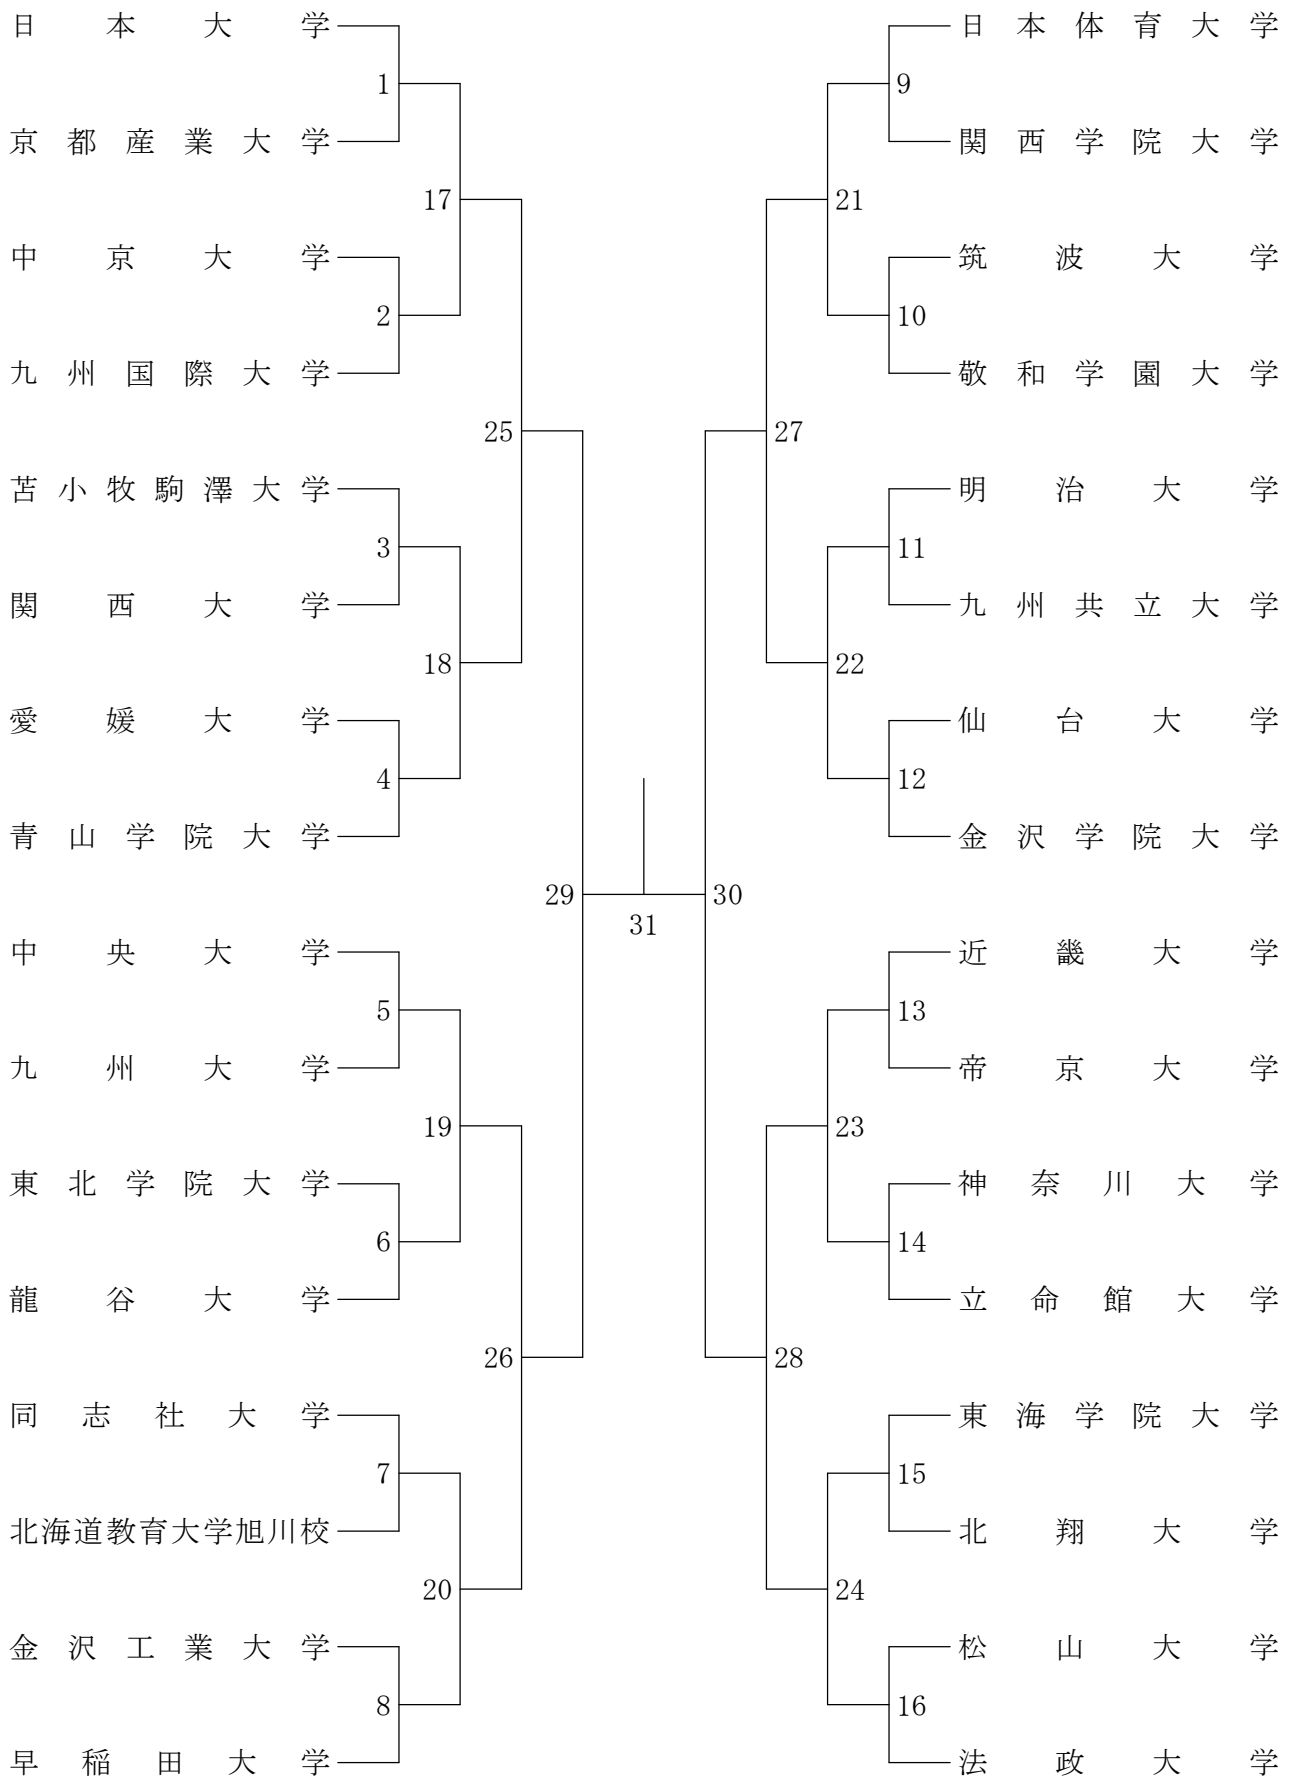 日本大学 日本体育大学
1 9
京都産業大学 関西学院大学
17 21
中京大学 筑波大学
2 10
九州国際大学 敬和学園大学
25 27
苫小牧駒澤大学 明治大学
3 11
関西大学 九州共立大学
18 22
愛媛大学 仙台大学
4 12
青山学院大学 金沢学院大学
29 30
31
中央大学 近畿大学
5 13
九州大学 帝京大学
19 23
東北学院大学 神奈川大学
6 14
龍谷大学 立命館大学
26 28
同志社大学 東海学院大学
7 15
北海道教育大学旭川校 北翔大学
20 24
金沢工業大学 松山大学
8 16
早稲田大学 法政大学